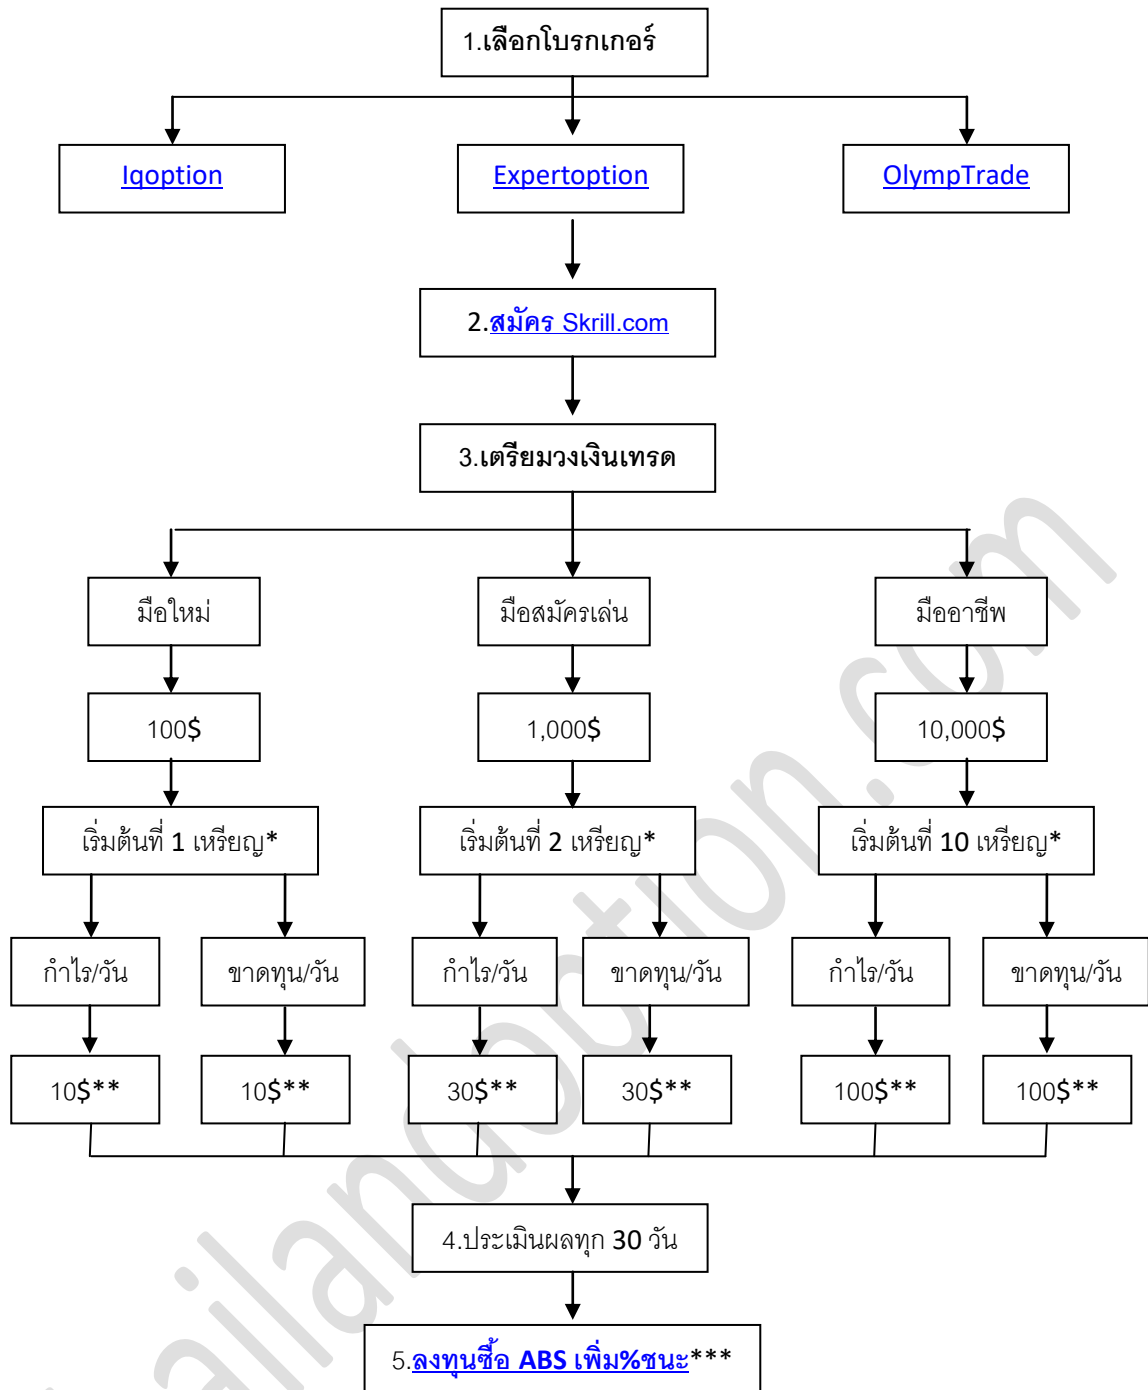 1.เลือกโบรกเกอร์
Iqoption
Expertoption
OlympTrade
2.สมัคร Skrill.com
3.เตรียมวงเงินเทรด
มือใหม่
มือสมัครเล่น
มืออาชีพ
100$
1,000$
10,000$
เริ่มต้นที่ 1 เหรียญ*
เริ่มต้นที่ 2 เหรียญ*
เริ่มต้นที่ 10 เหรียญ*
กำไร/วัน
ขาดทุน/วัน
กำไร/วัน
ขาดทุน/วัน
กำไร/วัน
ขาดทุน/วัน
10$**
10$**
30$**
30$**
100$**
100$**
4.ประเมินผลทุก 30 วัน
5.ลงทุนซื้อ ABS เพิ่ม%ชนะ***
ailandoption.com